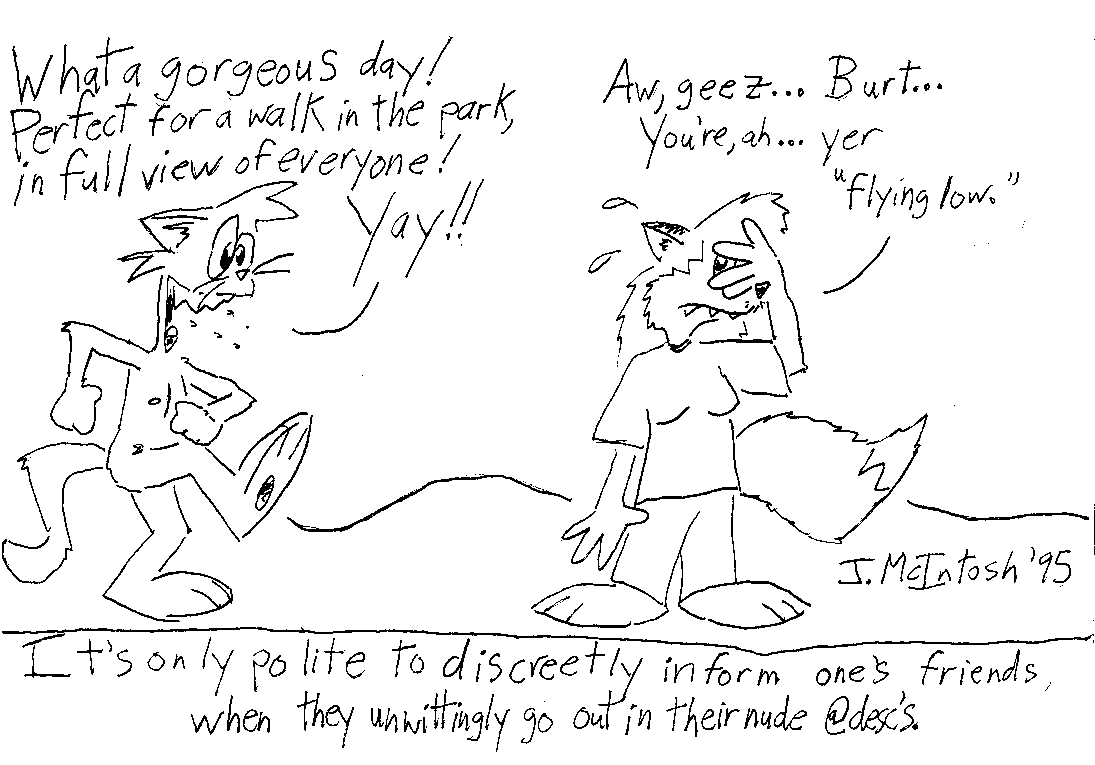 What a gorgeous day!
Perfect for a walk in the park,
in full view of everyone!
Yay!!
Aw, geez... Burt...
You're, ah... yer
"flying low."
J. McIntosh '95
It's only polite to discreetly inform one's friends,
when they unwittingly go out in their nude @desc's.